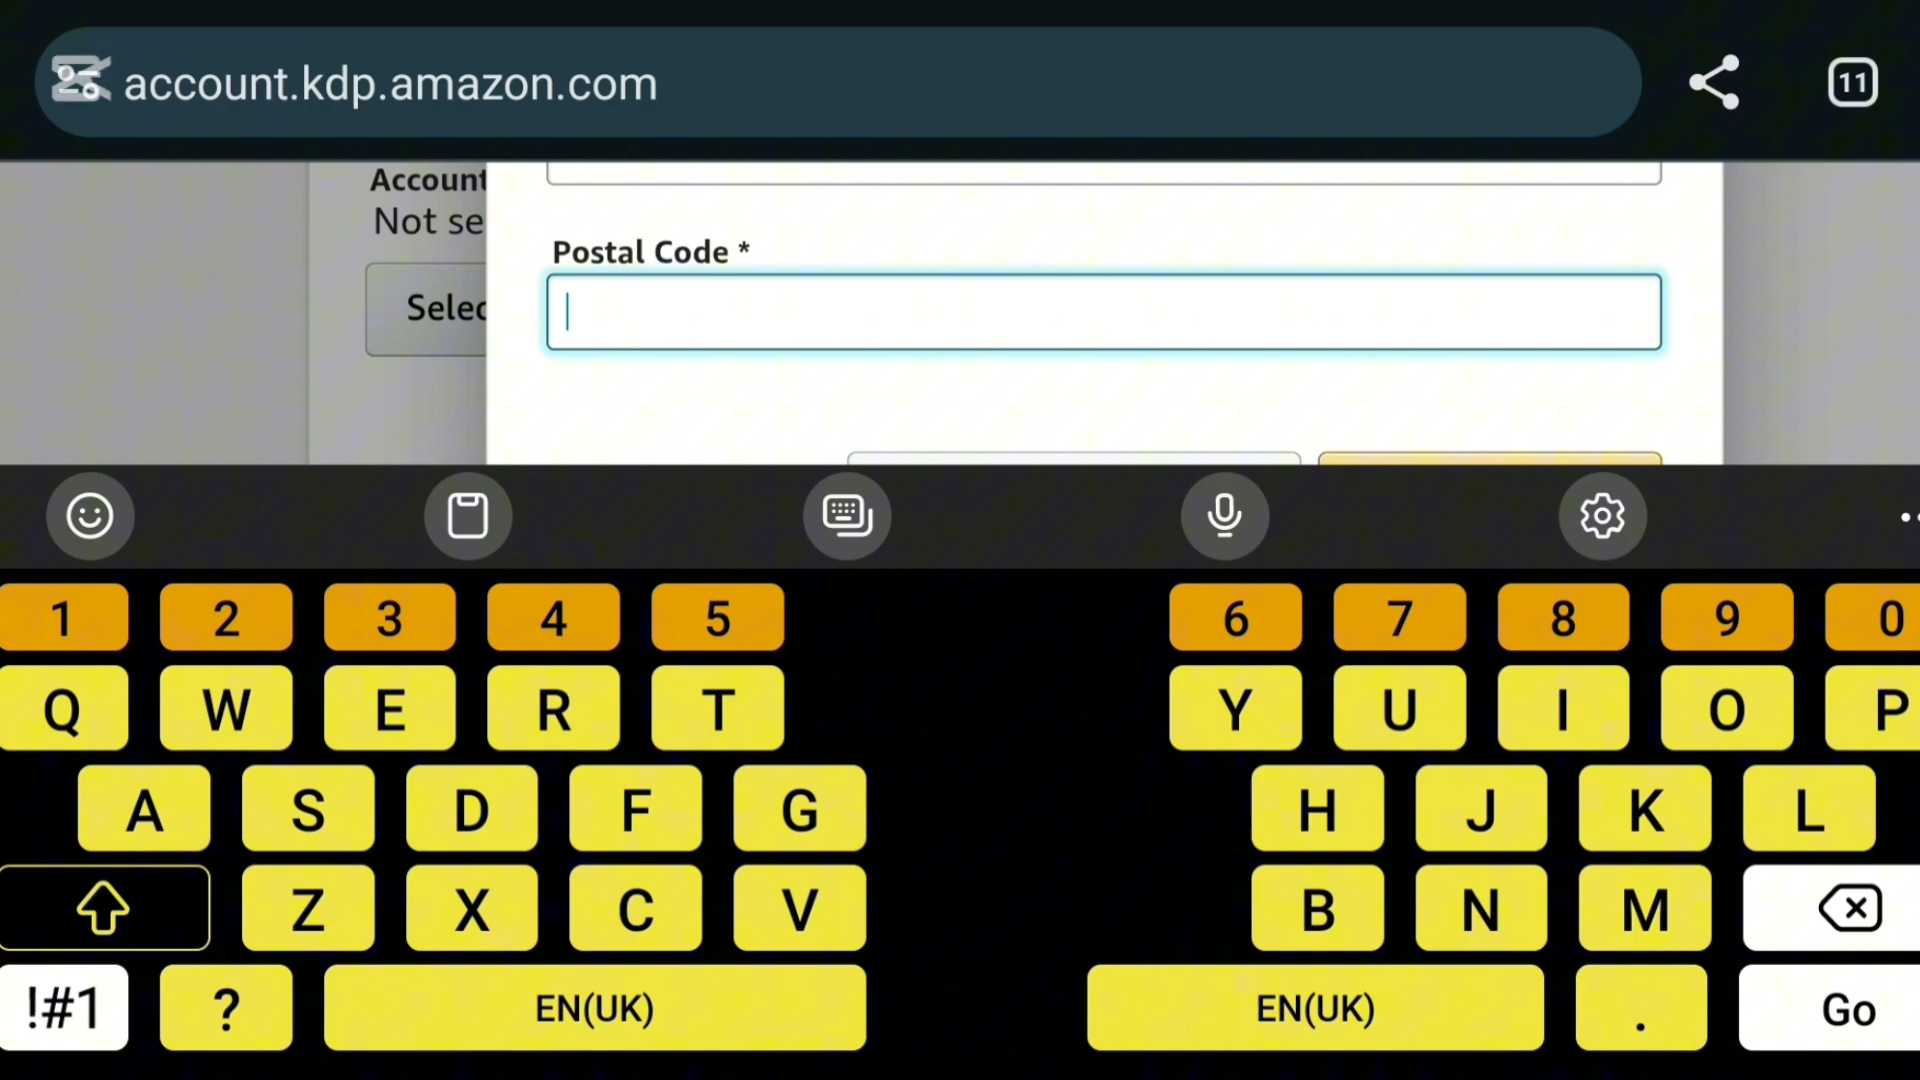 account.kdp.amazon.com
11
Account
Not se
Selec
Postal Code *
1 2 3 4 5 6 7 8 9 0
Q W E R T Y U I O P
A S D F G H J K L
Z X C V B N M
!#1 ? EN(UK) EN(UK) . Go